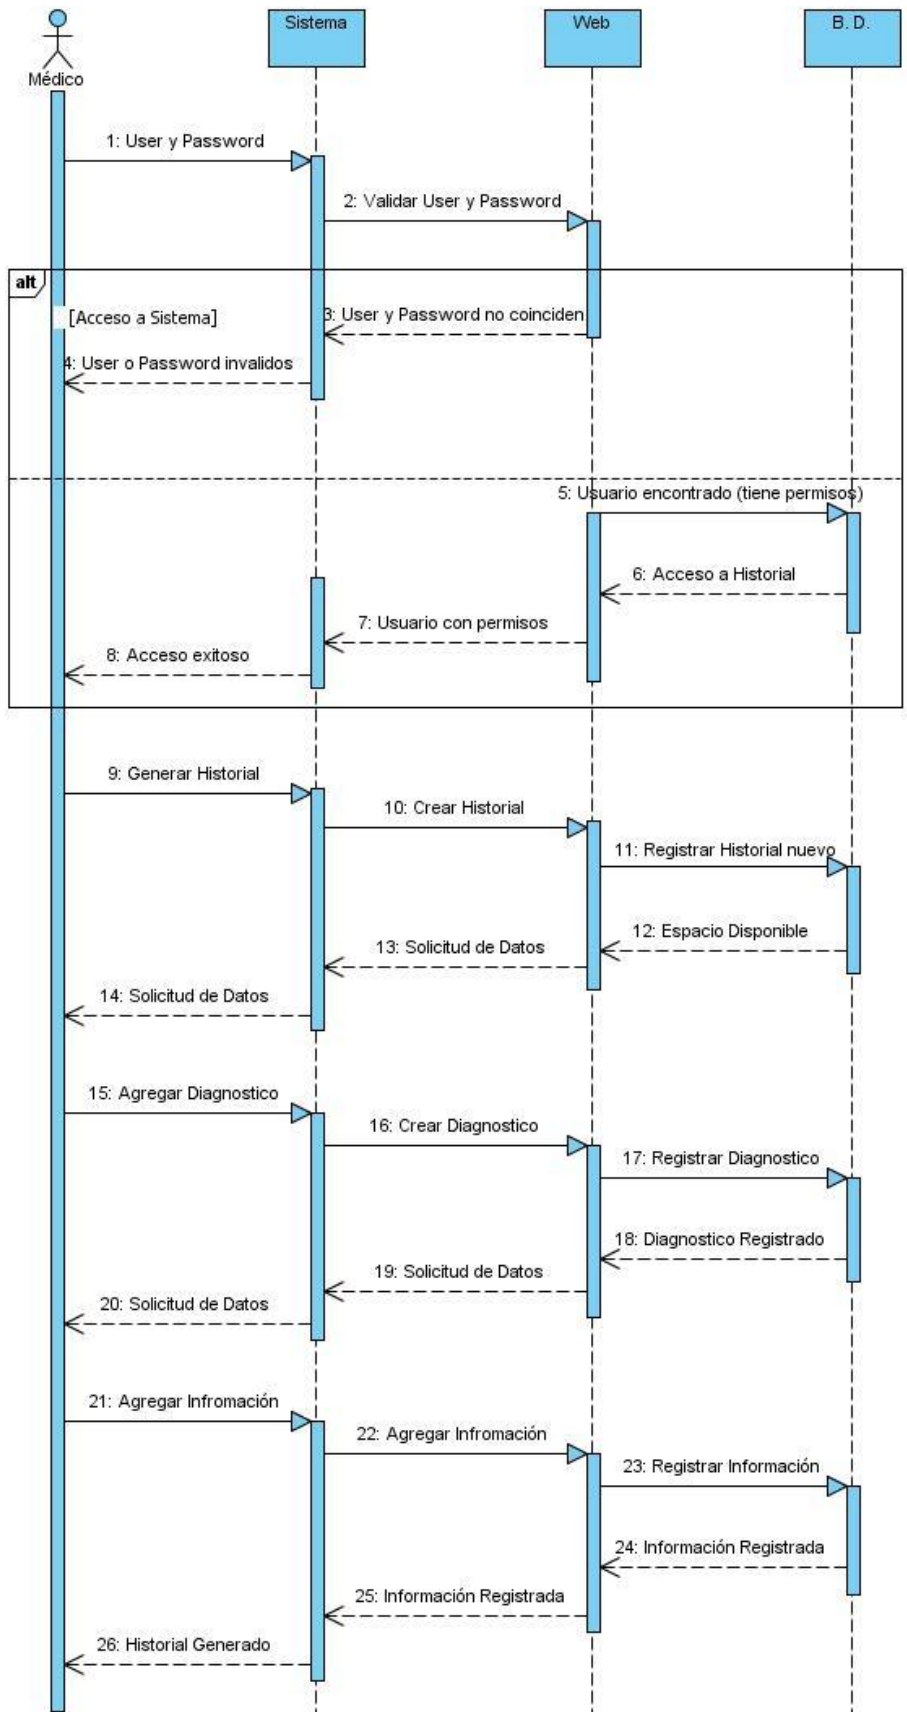 Sistema
Web
B. D.
Médico
1: User y Password
2: Validar User y Password
alt
[Acceso a Sistema]
3: User y Password no coinciden
4: User o Password invalidos
5: Usuario encontrado (tiene permisos)
6: Acceso a Historial
7: Usuario con permisos
8: Acceso exitoso
9: Generar Historial
10: Crear Historial
11: Registrar Historial nuevo
12: Espacio Disponible
13: Solicitud de Datos
14: Solicitud de Datos
15: Agregar Diagnostico
16: Crear Diagnostico
17: Registrar Diagnostico
18: Diagnostico Registrado
19: Solicitud de Datos
20: Solicitud de Datos
21: Agregar Infromación
22: Agregar Infromación
23: Registrar Información
24: Información Registrada
25: Información Registrada
26: Historial Generado